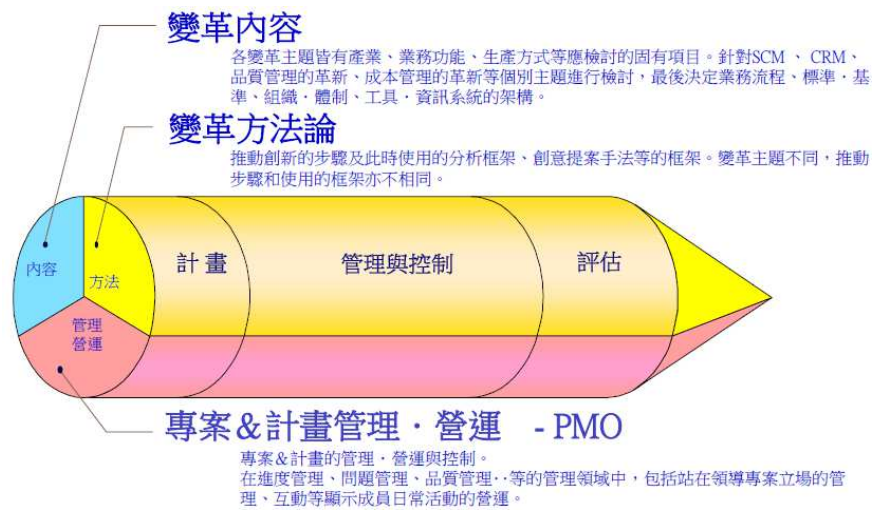 變革內容
各變革主題皆有產業、業務功能、生產方式等應檢討的固有項目。針對SCM 、 CRM、
品質管理的革新、成本管理的革新等個別主題進行檢討，最後決定業務流程、標準．基
準、組織．體制、工具．資訊系統的架構。
變革方法論
推動創新的步驟及此時使用的分析框架、創意提案手法等的框架。變革主題不同，推動
步驟和使用的框架亦不相同。
內容
方法
管理
營運
計 畫
管理與控制
評估
專案＆計畫管理．營運 - PMO
專案＆計畫的管理．營運與控制。
在進度管理、問題管理、品質管理‧‧等的管理領域中，包括站在領導專案立場的管
理、互動等顯示成員日常活動的營運。